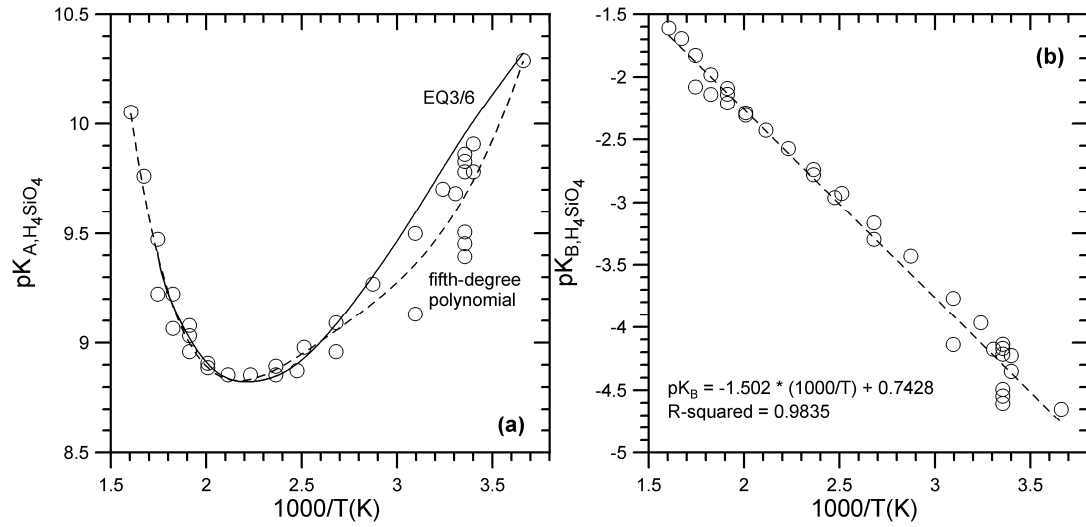 10.5
10
9.5
9
8.5
pK_A,H₄SiO₄
EQ3/6
fifth-degree
polynomial
(a)
1.5 2 2.5 3 3.5
1000/T(K)
-1.5
-2
-2.5
-3
-3.5
-4
-4.5
-5
pK_B,H₄SiO₄
(b)
pK_B = -1.502 * (1000/T) + 0.7428
R-squared = 0.9835
1.5 2 2.5 3 3.5
1000/T(K)